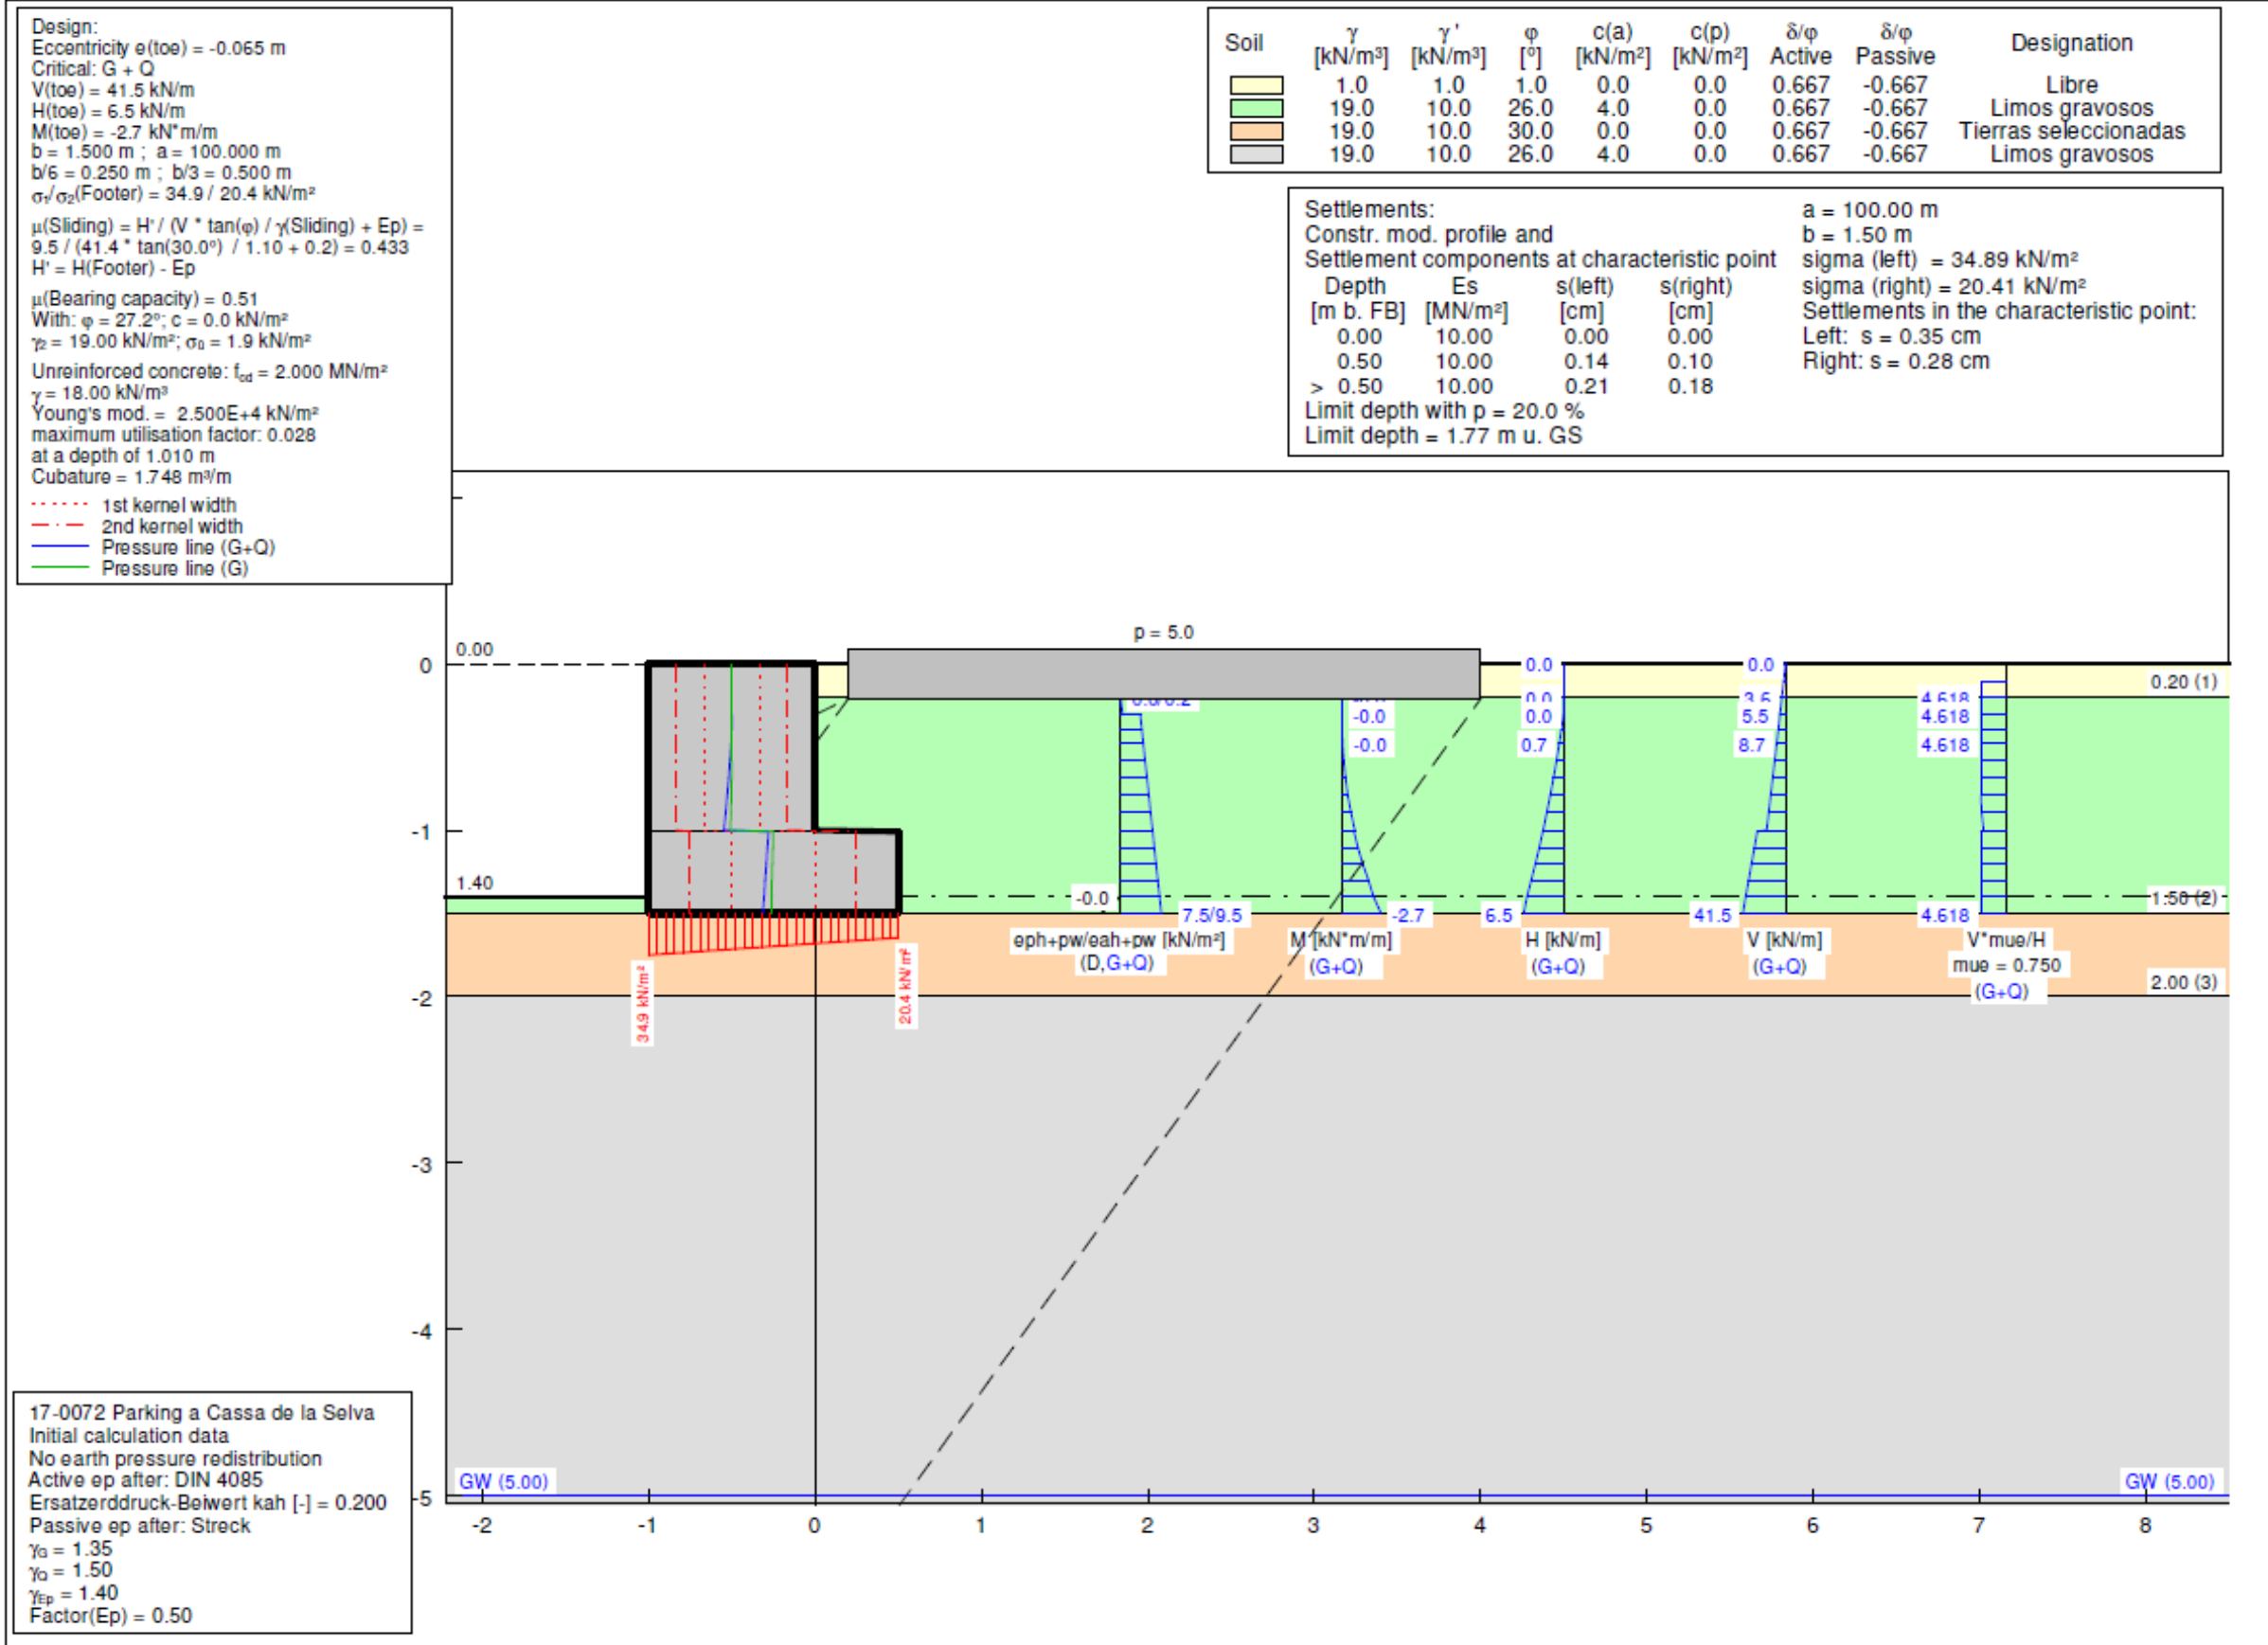 Design:
Eccentricity e(toe) = -0.065 m
Critical: G + Q
V(toe) = 41.5 kN/m
H(toe) = 6.5 kN/m
M(toe) = -2.7 kN*m/m
b = 1.500 m ; a = 100.000 m
b/6 = 0.250 m ; b/3 = 0.500 m
σ₁/σ₂(Footer) = 34.9 / 20.4 kN/m²
μ(Sliding) = H' / (V * tan(φ) / γ(Sliding) + Ep) =
9.5 / (41.4 * tan(30.0°) / 1.10 + 0.2) = 0.433
H' = H(Footer) - Ep
μ(Bearing capacity) = 0.51
With: φ = 27.2°; c = 0.0 kN/m²
γ₂ = 19.00 kN/m²; σ₀ = 1.9 kN/m²
Unreinforced concrete: fcd = 2.000 MN/m²
γ = 18.00 kN/m³
Young's mod. = 2.500E+4 kN/m²
maximum utilisation factor: 0.028
at a depth of 1.010 m
Cubature = 1.748 m³/m
1st kernel width
2nd kernel width
Pressure line (G+Q)
Pressure line (G)
Soil γ [kN/m³] γ ' [kN/m³] φ [°] c(a) [kN/m²] c(p) [kN/m²] δ/φ Active δ/φ Passive Designation
1.0 1.0 1.0 0.0 0.0 0.667 -0.667 Libre
19.0 10.0 26.0 4.0 0.0 0.667 -0.667 Limos gravosos
19.0 10.0 30.0 0.0 0.0 0.667 -0.667 Tierras seleccionadas
19.0 10.0 26.0 4.0 0.0 0.667 -0.667 Limos gravosos
Settlements:
Constr. mod. profile and
Settlement components at characteristic point
Depth Es s(left) s(right)
[m b. FB] [MN/m²] [cm] [cm]
0.00 10.00 0.00 0.00
0.50 10.00 0.14 0.10
> 0.50 10.00 0.21 0.18
Limit depth with p = 20.0 %
Limit depth = 1.77 m u. GS
a = 100.00 m
b = 1.50 m
sigma (left) = 34.89 kN/m²
sigma (right) = 20.41 kN/m²
Settlements in the characteristic point:
Left: s = 0.35 cm
Right: s = 0.28 cm
p = 5.0
0.00
0
0.0 0.0
0.20 (1)
0.0 3.6 4.618
-0.0 0.0 5.5 4.618
-0.0 0.7 8.7 4.618
-1
1.40
-0.0
1.50 (2)
7.5/9.5 -2.7 6.5 41.5 4.618
eph+pw/eah+pw [kN/m²]
(D,G+Q)
M [kN*m/m]
(G+Q)
H [kN/m]
(G+Q)
V [kN/m]
(G+Q)
V*mue/H
mue = 0.750
(G+Q)
34.9 kN/m²
20.4 kN/m²
-2
2.00 (3)
-3
-4
-5
GW (5.00)
GW (5.00)
-2 -1 0 1 2 3 4 5 6 7 8
17-0072 Parking a Cassa de la Selva
Initial calculation data
No earth pressure redistribution
Active ep after: DIN 4085
Ersatzerddruck-Beiwert kah [-] = 0.200
Passive ep after: Streck
γG = 1.35
γQ = 1.50
γEp = 1.40
Factor(Ep) = 0.50